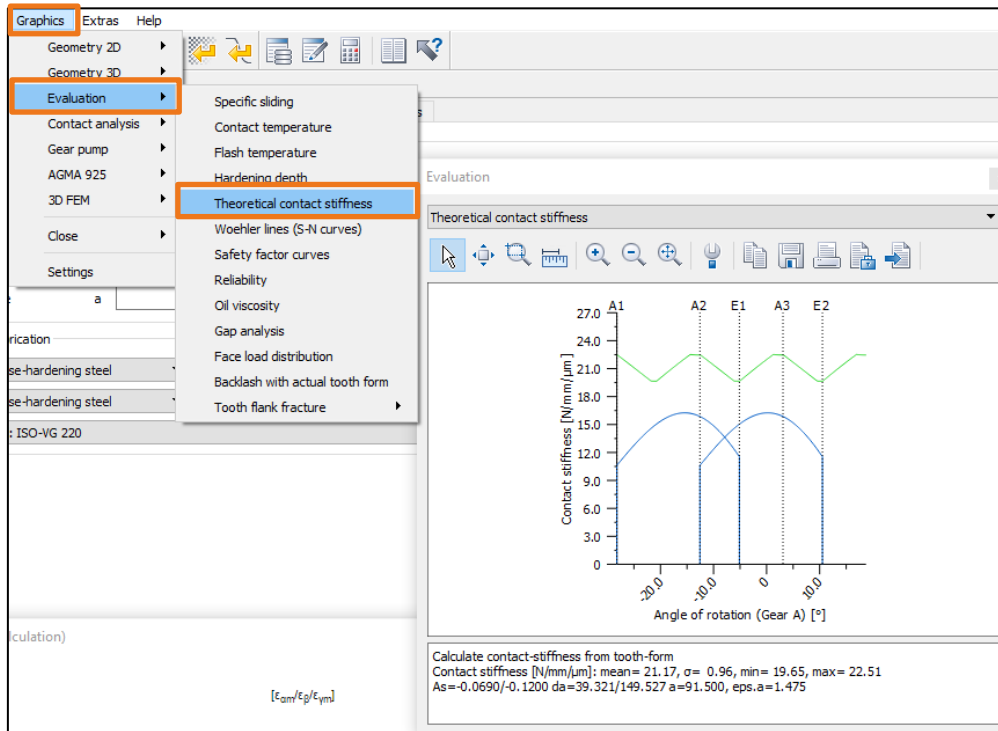 Graphics Extras Help
Geometry 2D
Geometry 3D
Evaluation
Contact analysis
Gear pump
AGMA 925
3D FEM
Close
Settings
Specific sliding
Contact temperature
Flash temperature
Hardening depth
Theoretical contact stiffness
Woehler lines (S-N curves)
Safety factor curves
Reliability
Oil viscosity
Gap analysis
Face load distribution
Backlash with actual tooth form
Tooth flank fracture
a
rication
se-hardening steel
se-hardening steel
: ISO-VG 220
lculation)
[εαm/εβ/εγm]
Evaluation
Theoretical contact stiffness
A1 A2 E1 A3 E2
27.0
24.0
21.0
18.0
15.0
12.0
9.0
6.0
3.0
0
Contact stiffness [N/mm/µm]
-20.0 -10.0 0 10.0
Angle of rotation (Gear A) [°]
Calculate contact-stiffness from tooth-form
Contact stiffness [N/mm/µm]: mean= 21.17, σ= 0.96, min= 19.65, max= 22.51
As=-0.0690/-0.1200 da=39.321/149.527 a=91.500, eps.a=1.475